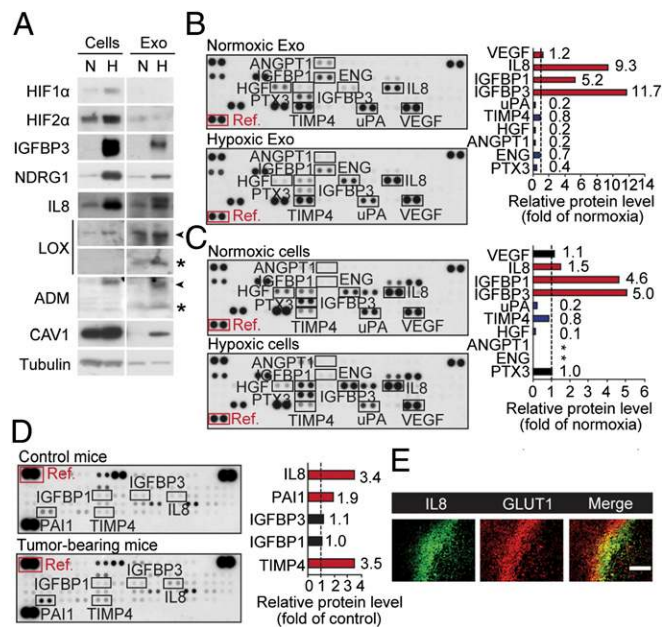 A
Cells Exo
N H N H
HIF1α
HIF2α
IGFBP3
NDRG1
IL8
LOX
*
ADM
*
CAV1
Tubulin
B
Normoxic Exo
ANGPT1
IGFBP1 ENG
HGF IL8
PTX3 IGFBP3
Ref. TIMP4 uPA VEGF
Hypoxic Exo
ANGPT1
IGFBP1 ENG
HGF IL8
PTX3 IGFBP3
Ref. TIMP4 uPA VEGF
VEGF 1.2
IL8 9.3
IGFBP1 5.2
IGFBP3 11.7
uPA 0.2
TIMP4 0.8
HGF 0.2
ANGPT1 0.2
ENG 0.7
PTX3 0.4
0 2 4 6 8 10 12 14
Relative protein level
(fold of normoxia)
C
Normoxic cells
ANGPT1
IGFBP1 ENG
HGF IL8
PTX3 IGFBP3
Ref. TIMP4 uPA VEGF
Hypoxic cells
ANGPT1
IGFBP1 ENG
HGF IL8
PTX3 IGFBP3
Ref. TIMP4 uPA VEGF
VEGF 1.1
IL8 1.5
IGFBP1 4.6
IGFBP3 5.0
uPA 0.2
TIMP4 0.8
HGF 0.1
ANGPT1 *
ENG *
PTX3 1.0
0 1 2 3 4 5 6
Relative protein level
(fold of normoxia)
D
Control mice
Ref.
IGFBP3
IGFBP1
IL8
PAI1 TIMP4
Tumor-bearing mice
Ref.
IGFBP3
IGFBP1
IL8
PAI1 TIMP4
IL8 3.4
PAI1 1.9
IGFBP3 1.1
IGFBP1 1.0
TIMP4 3.5
0 1 2 3 4
Relative protein level
(fold of control)
E
IL8 GLUT1 Merge